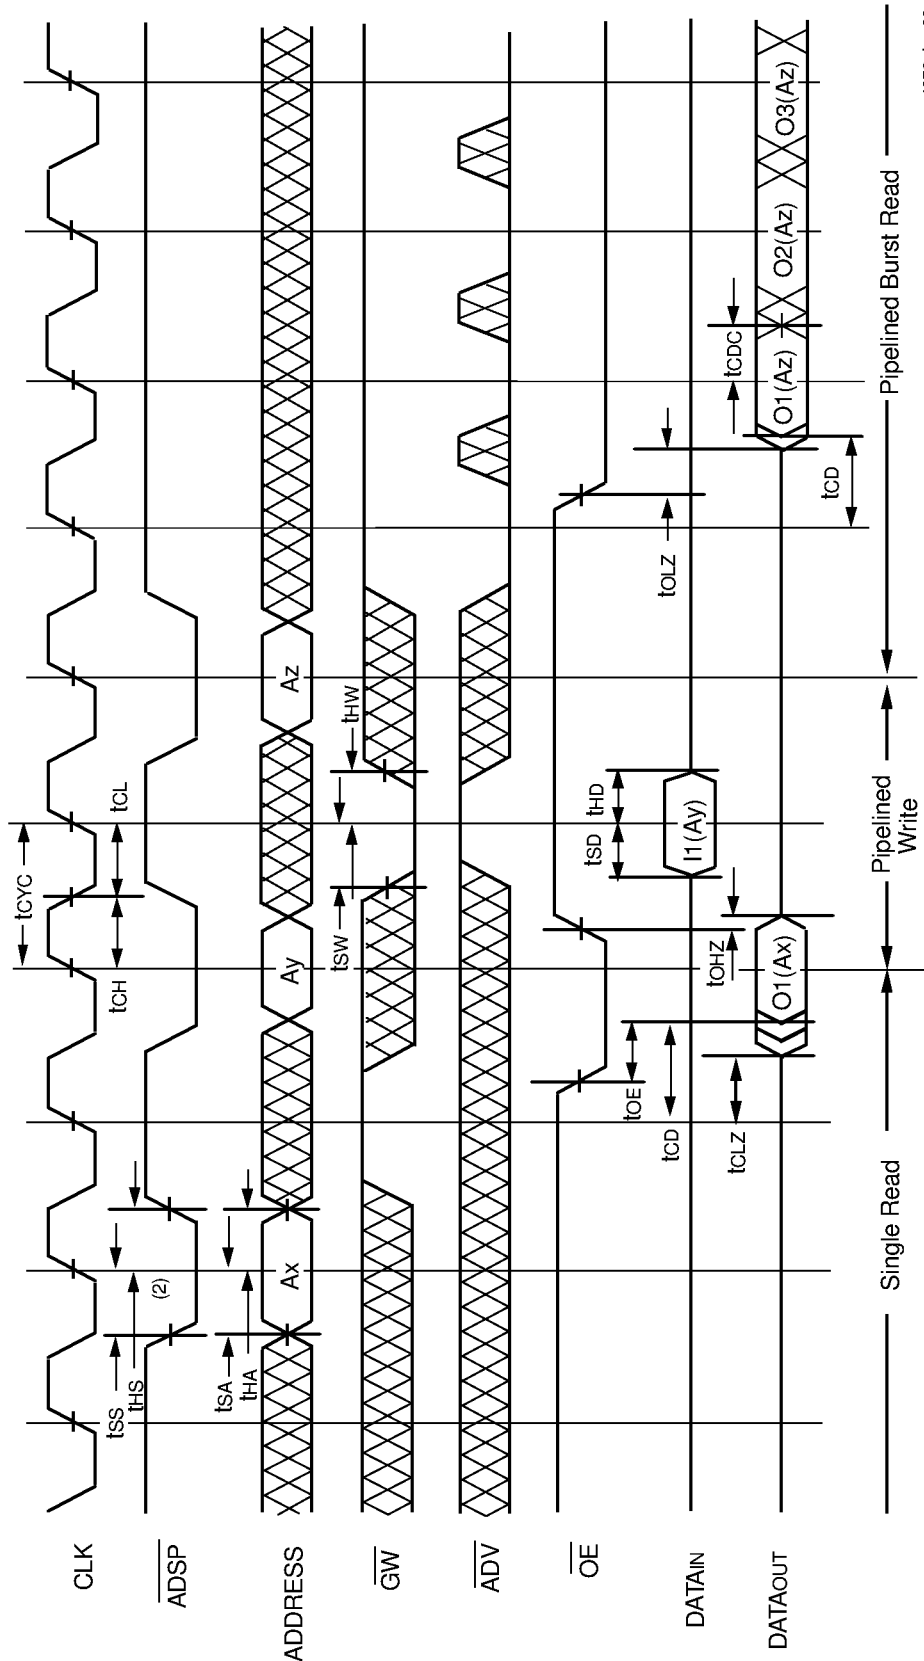 CLK
ADSP
ADDRESS
GW
ADV
OE
DATAIN
DATAOUT
tCYC
tCH
tCL
tSS
tHS
(2)
tSA
tHA
Ax
Ay
Az
tSW
tHW
tOE
tCD
tCLZ
tOHZ
tSD
tHD
I1(Ay)
O1(Ax)
tOLZ
tCD
tCDC
O1(Az)
O2(Az)
O3(Az)
Single Read
Pipelined
Write
Pipelined Burst Read